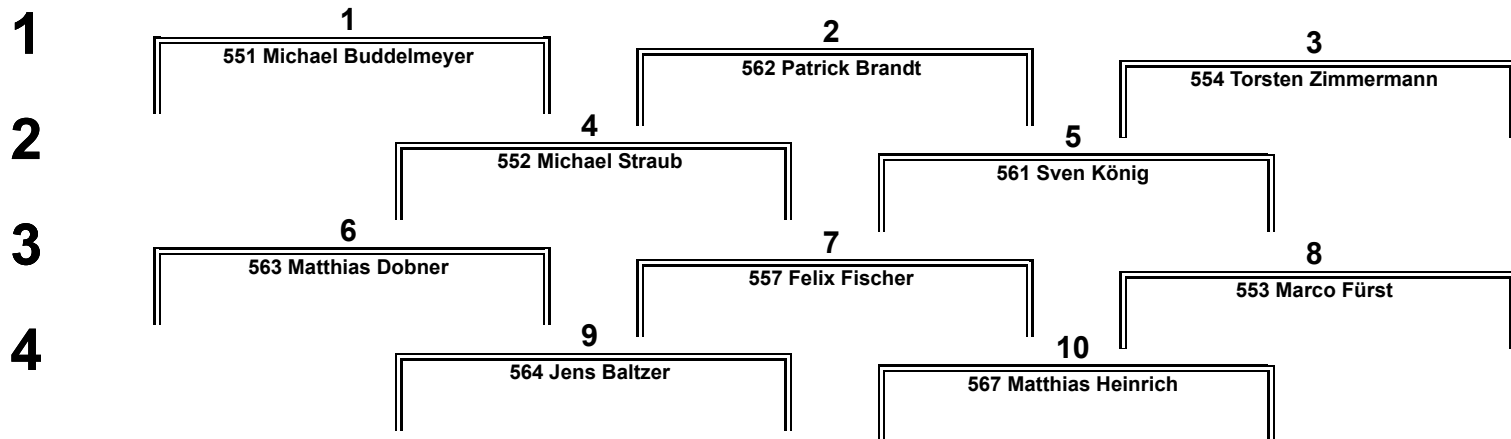 1
1
551 Michael Buddelmeyer
2
562 Patrick Brandt
3
554 Torsten Zimmermann
2
4
552 Michael Straub
5
561 Sven König
3
6
563 Matthias Dobner
7
557 Felix Fischer
8
553 Marco Fürst
4
9
564 Jens Baltzer
10
567 Matthias Heinrich